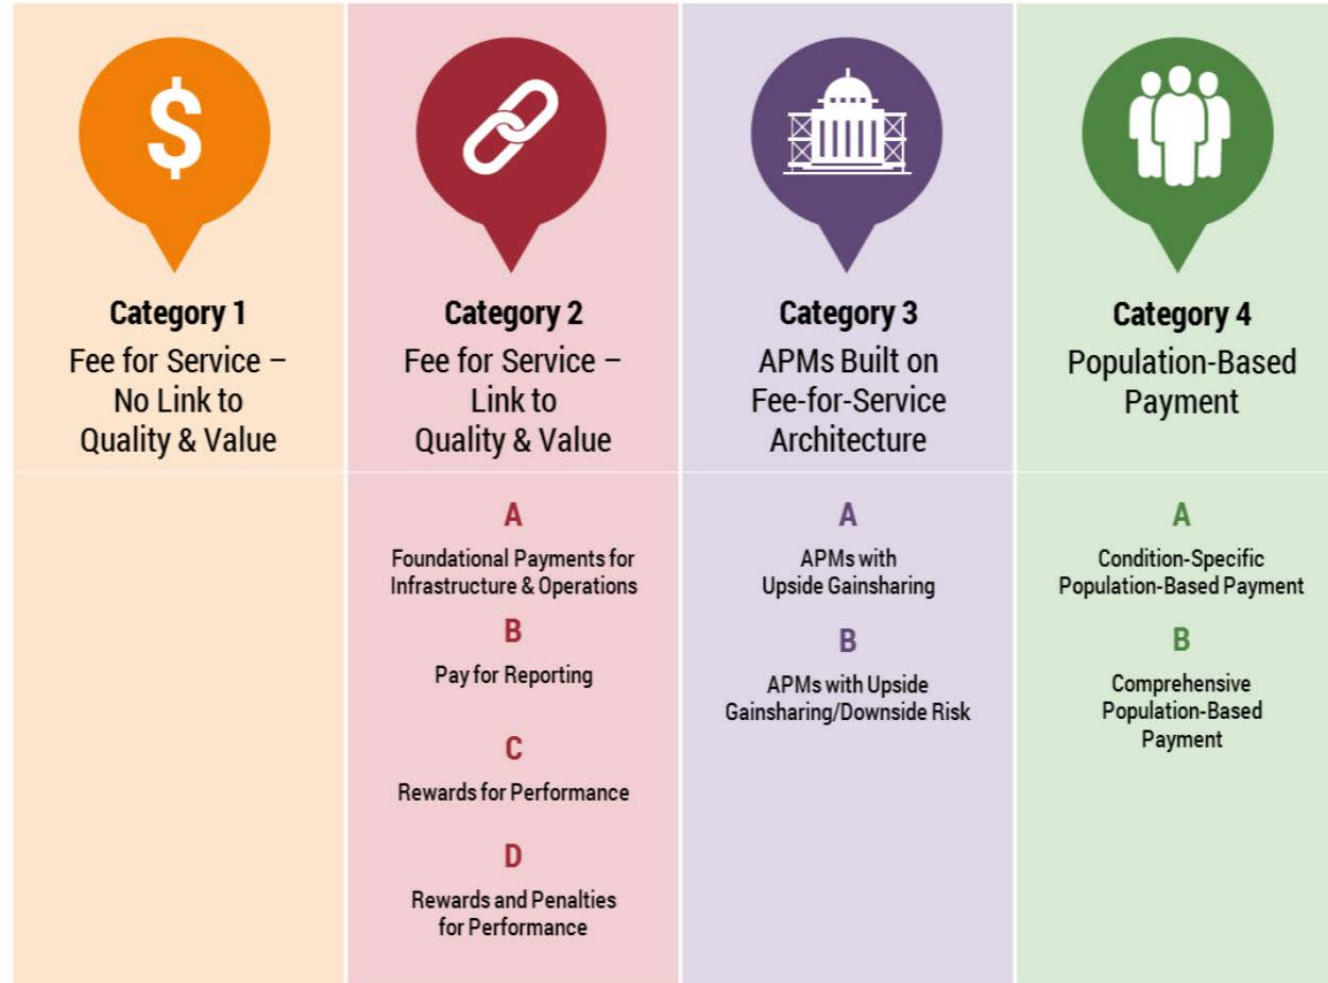 $
Category 1
Fee for Service –
No Link to
Quality & Value
Category 2
Fee for Service –
Link to
Quality & Value
A
Foundational Payments for
Infrastructure & Operations
B
Pay for Reporting
C
Rewards for Performance
D
Rewards and Penalties
for Performance
Category 3
APMs Built on
Fee-for-Service
Architecture
A
APMs with
Upside Gainsharing
B
APMs with Upside
Gainsharing/Downside Risk
Category 4
Population-Based
Payment
A
Condition-Specific
Population-Based Payment
B
Comprehensive
Population-Based
Payment